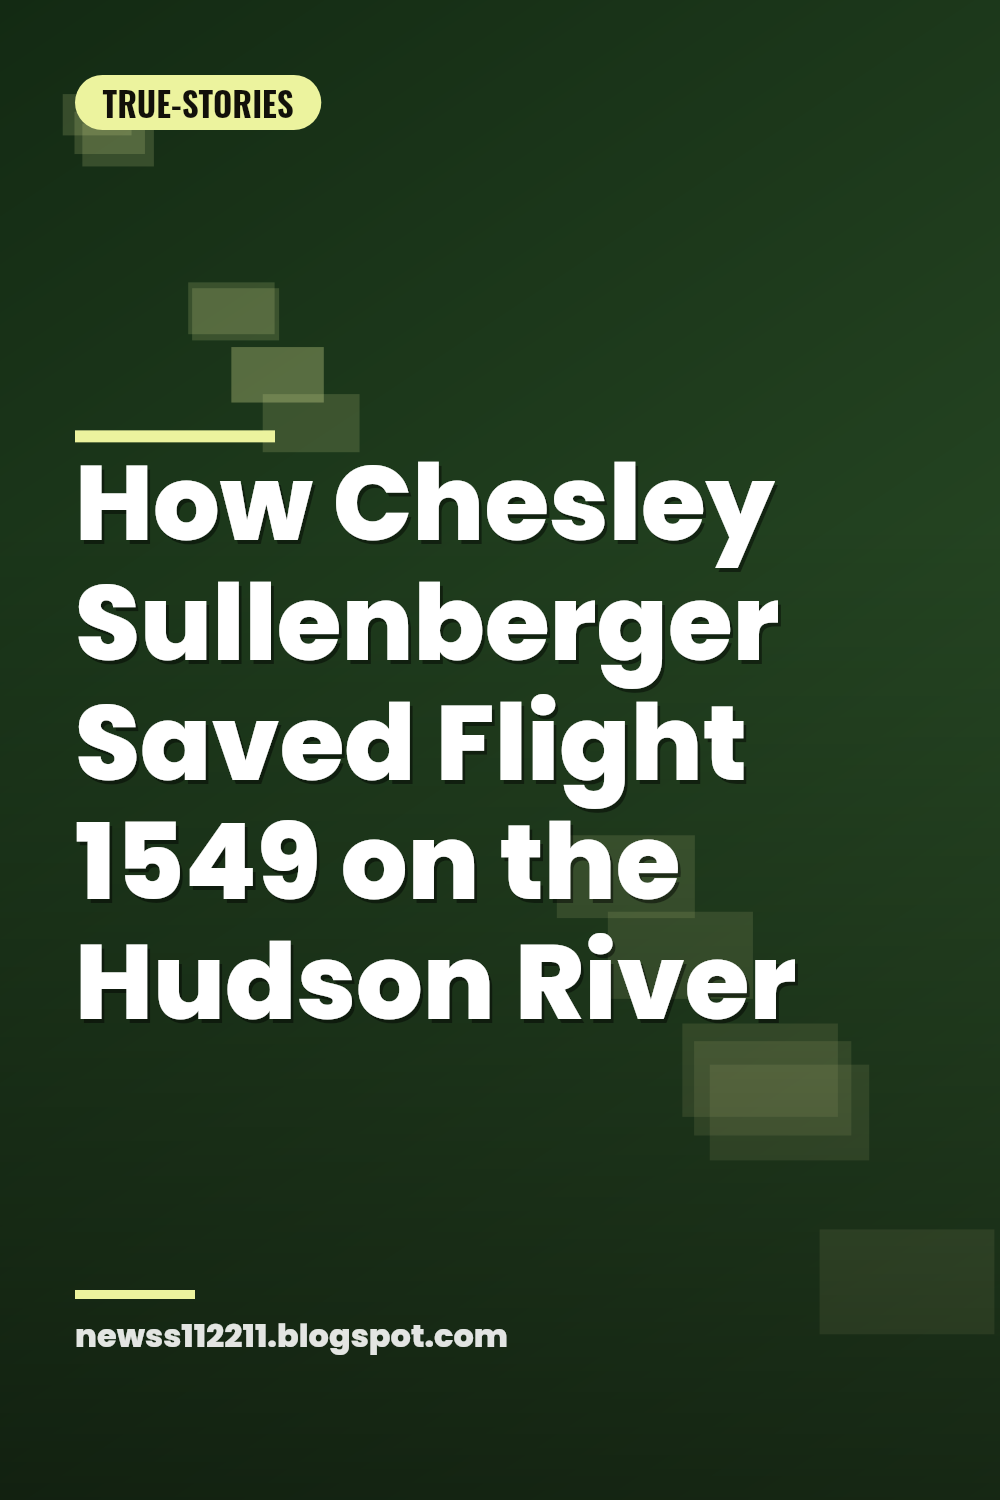 TRUE-STORIES
How Chesley
Sullenberger
Saved Flight
1549 on the
Hudson River
newss112211.blogspot.com